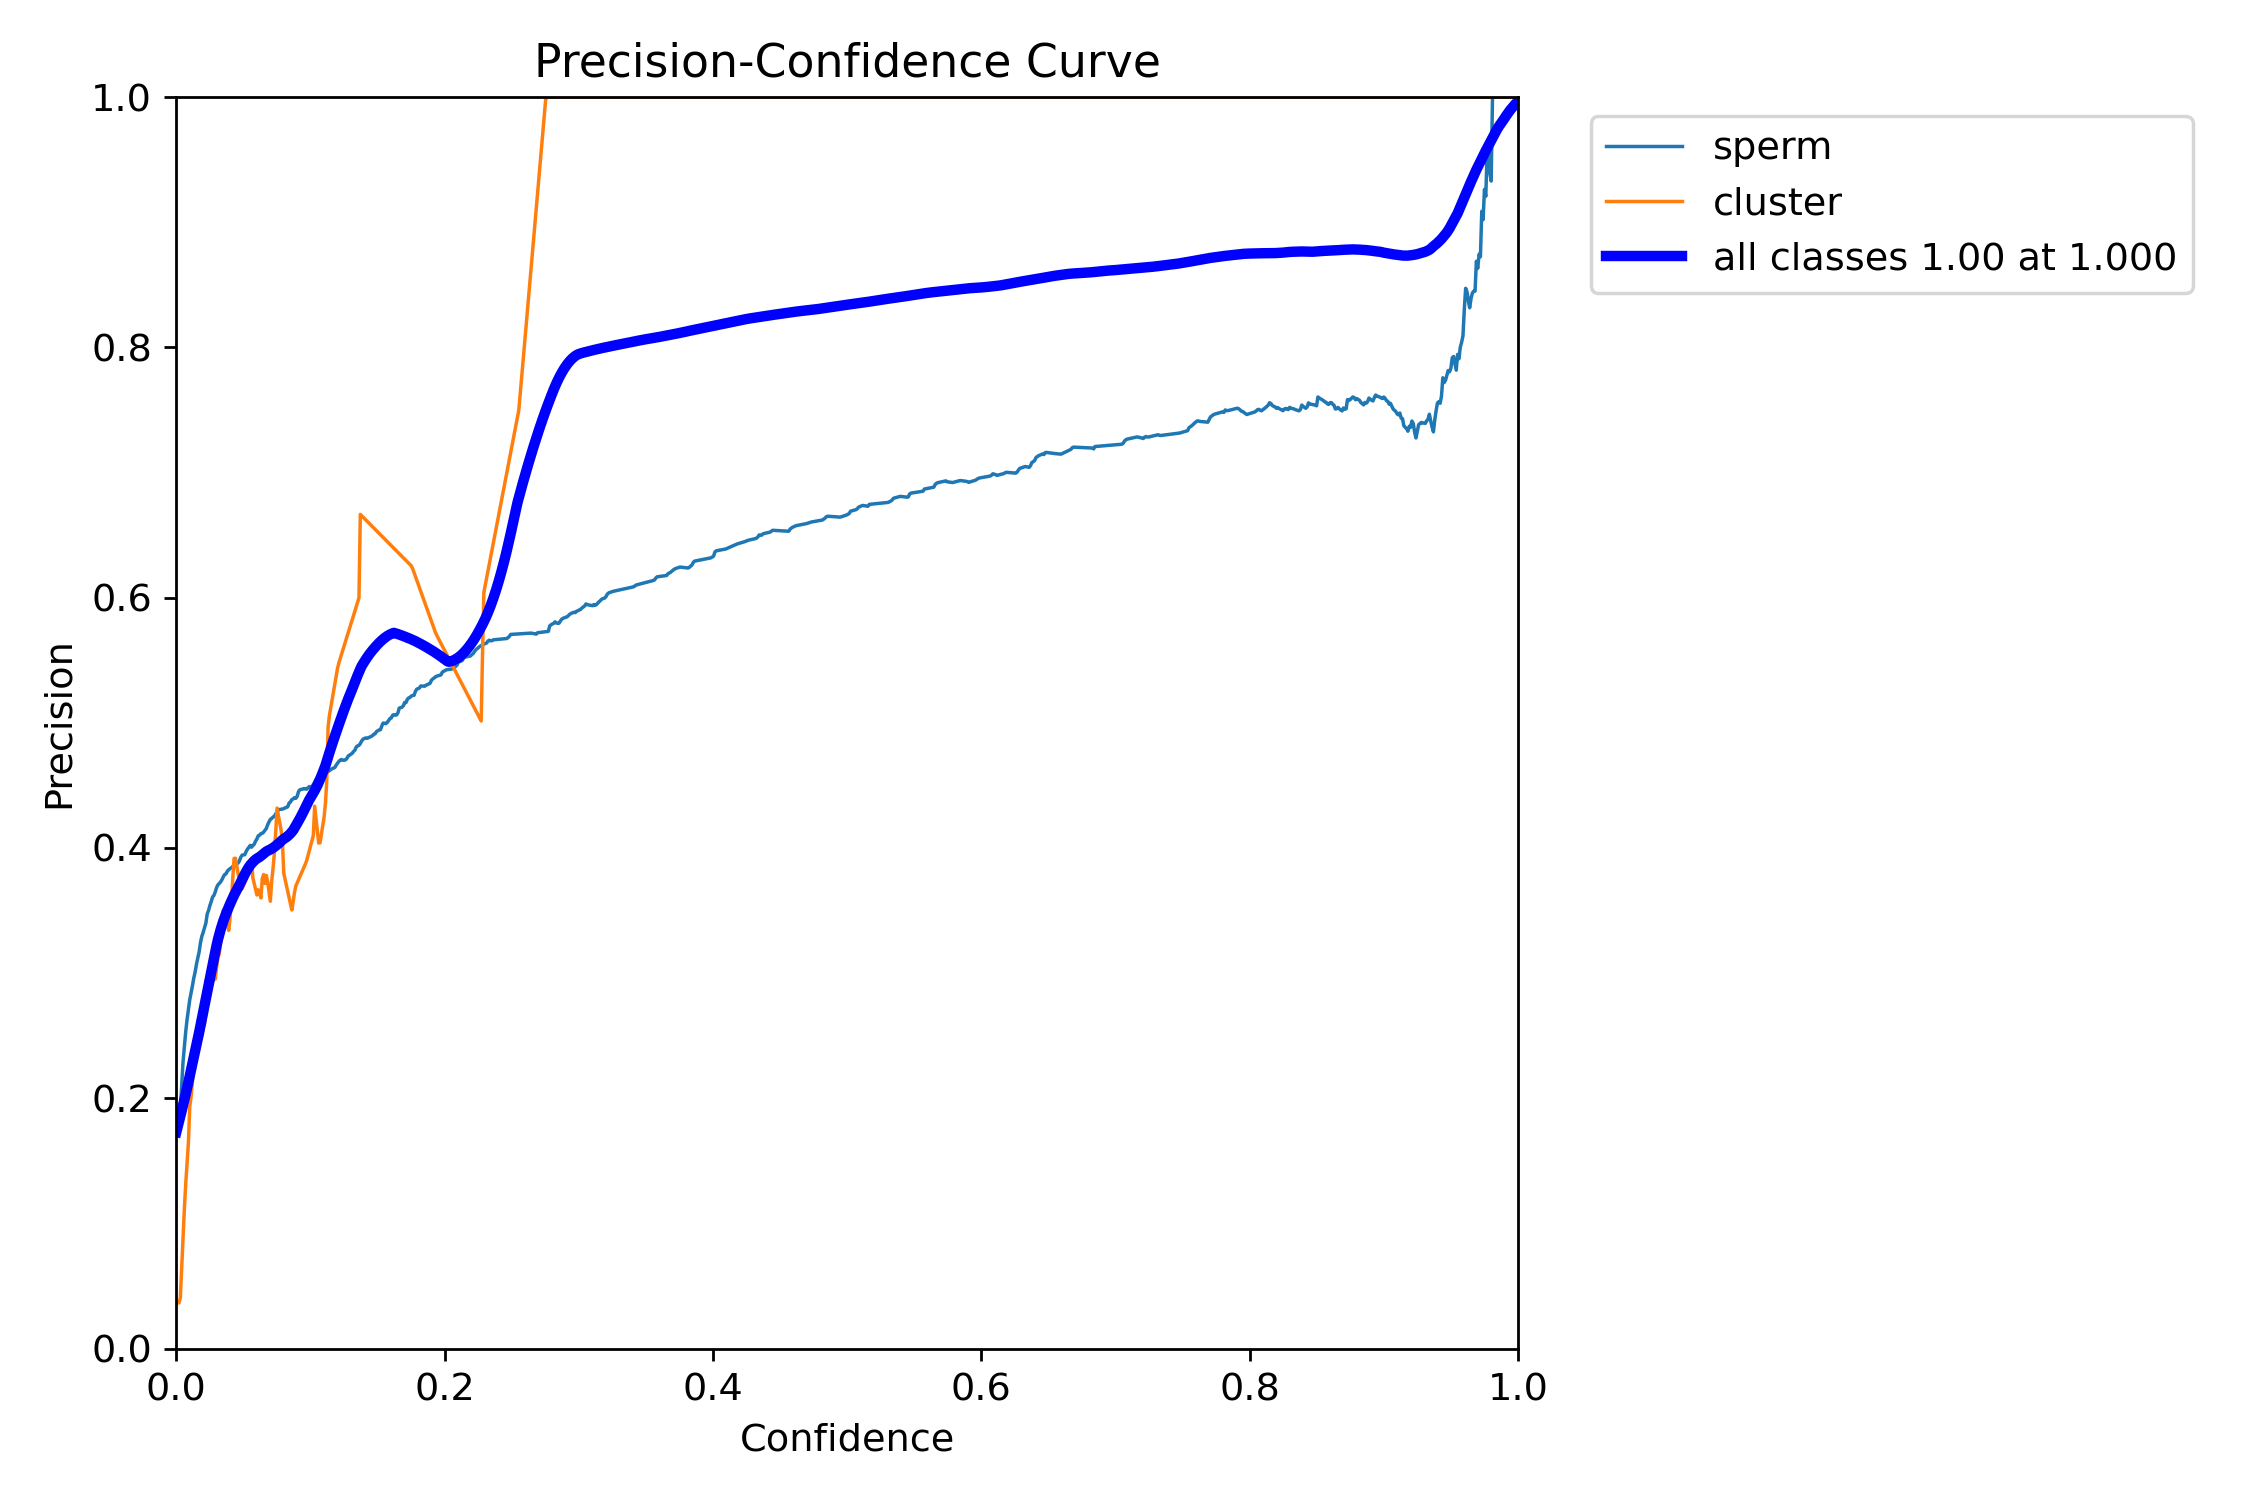 Precision-Confidence Curve
1.0
0.8
0.6
0.4
0.2
0.0
Precision
0.0 0.2 0.4 0.6 0.8 1.0
Confidence
sperm
cluster
all classes 1.00 at 1.000